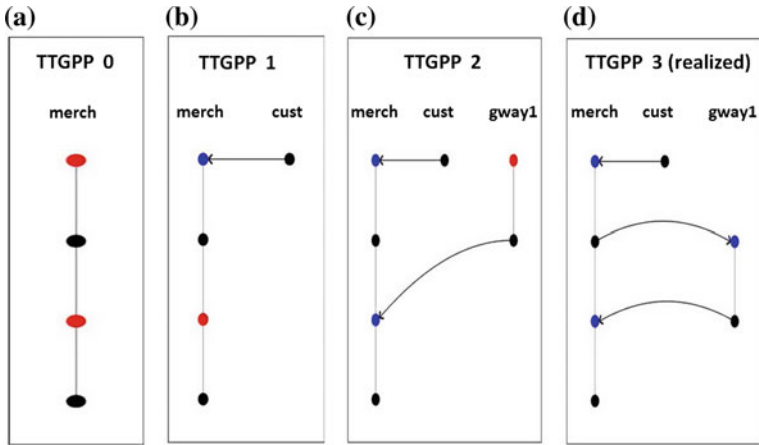 (a)
TTGPP 0
merch
(b)
TTGPP 1
merch cust
(c)
TTGPP 2
merch cust gway1
(d)
TTGPP 3 (realized)
merch cust gway1